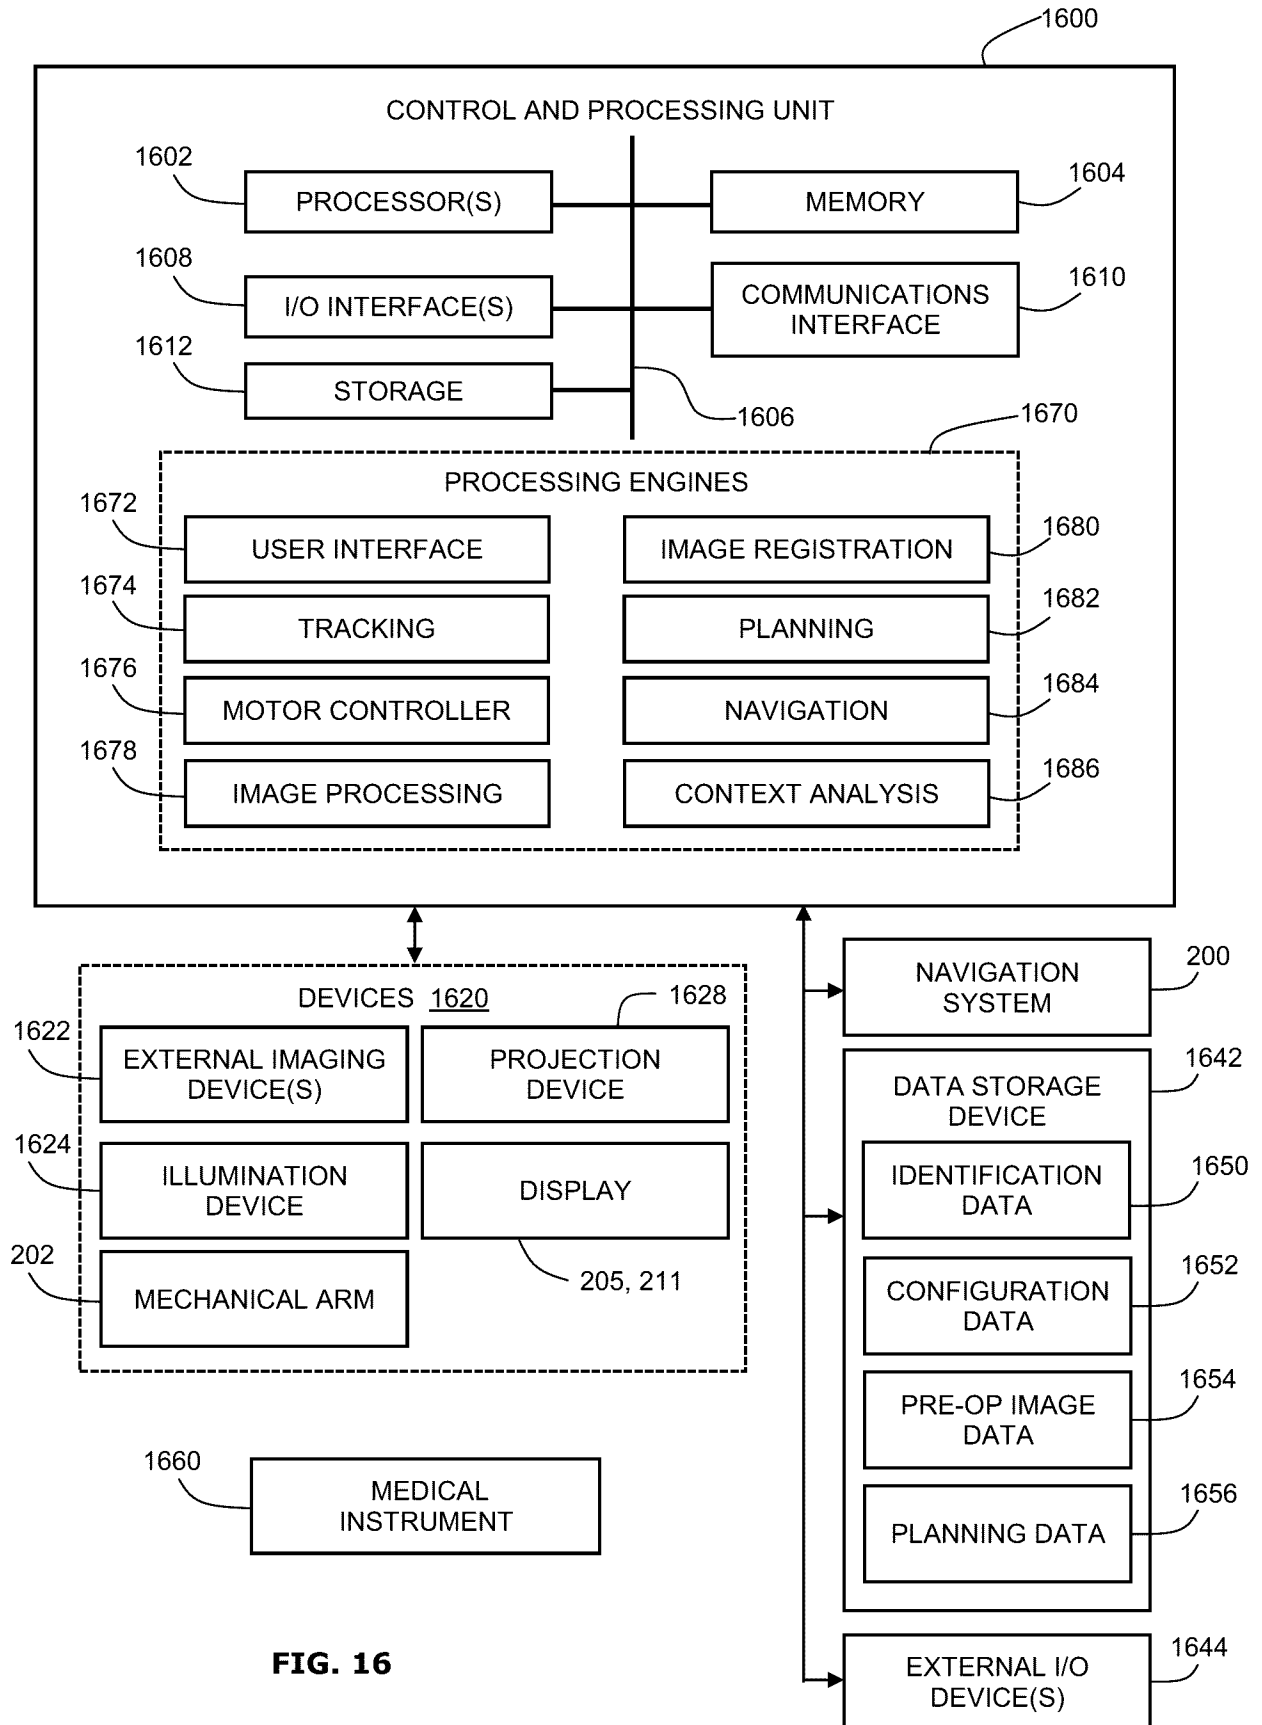 1600
CONTROL AND PROCESSING UNIT
1602
PROCESSOR(S)
MEMORY
1604
1608
I/O INTERFACE(S)
COMMUNICATIONS
INTERFACE
1610
1612
STORAGE
1606
1670
PROCESSING ENGINES
1672
USER INTERFACE
IMAGE REGISTRATION
1680
1674
TRACKING
PLANNING
1682
1676
MOTOR CONTROLLER
NAVIGATION
1684
1678
IMAGE PROCESSING
CONTEXT ANALYSIS
1686
DEVICES 1620
1628
1622
EXTERNAL IMAGING
DEVICE(S)
PROJECTION
DEVICE
1624
ILLUMINATION
DEVICE
DISPLAY
202
MECHANICAL ARM
205, 211
NAVIGATION
SYSTEM
200
1642
DATA STORAGE
DEVICE
IDENTIFICATION
DATA
1650
CONFIGURATION
DATA
1652
PRE-OP IMAGE
DATA
1654
PLANNING DATA
1656
1660
MEDICAL
INSTRUMENT
EXTERNAL I/O
DEVICE(S)
1644
FIG. 16